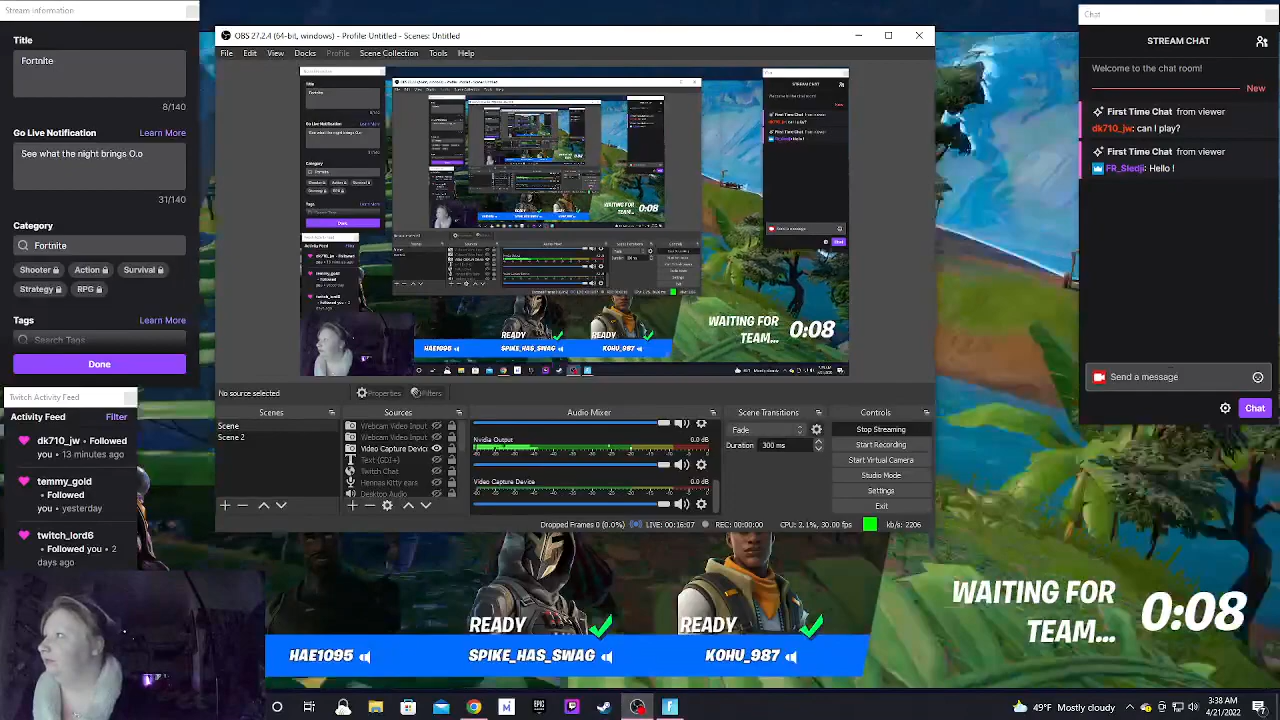 Stream Information
Title
Fortnite
8/140
Go Live Notification
Learn More
See what the night brings O.o
31/140
Category
Fortnite
Shooter
Action
Survival
Strategy
RPG
Tags
Learn More
Search Tags
Done
Twitch Activity Feed
Activity Feed
Filter
dk710_jw • Followed
you • 13 minutes ago
temmy_gold
• Followed
you • yesterday
twitch_lord6
• Followed you • 2
days ago
OBS 27.2.4 (64-bit, windows) - Profile: Untitled - Scenes: Untitled
File Edit View Docks Profile Scene Collection Tools Help
WAITING FOR
TEAM...
0:08
READY
READY
HAE1095
SPIKE_HAS_SWAG
KOHU_987
No source selected
Properties
Filters
Scenes
Scene
Scene 2
Sources
Webcam Video Input
Webcam Video Input
Video Capture Device
Text (GDI+)
Twitch Chat
Hennas Kitty ears
Desktop Audio
Audio Mixer
Nvidia Output
0.0 dB
Video Capture Device
0.0 dB
Scene Transitions
Fade
Duration 300 ms
Controls
Stop Streaming
Start Recording
Start Virtual Camera
Studio Mode
Settings
Exit
Dropped Frames 0 (0.0%)
LIVE: 00:16:07
REC: 00:00:00
CPU: 2.1%, 30.00 fps
kb/s: 2206
Chat
STREAM CHAT
Welcome to the chat room!
New
First Time Chat from viewer
dk710_jw: can I play?
First Time Chat from viewer
FR_Sledji: Hello !
Send a message
Chat
READY
READY
HAE1095
SPIKE_HAS_SWAG
KOHU_987
WAITING FOR
TEAM...
0:08
EPIC
49°F Mostly cloudy
3:38 AM
4/21/2022